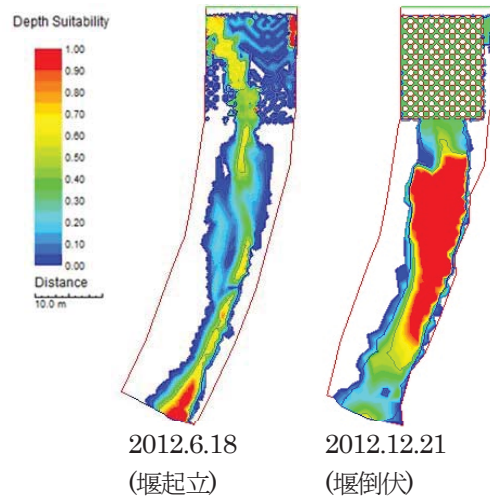 Depth Suitability
1.00
0.90
0.80
0.70
0.60
0.50
0.40
0.30
0.20
0.10
0.00
Distance
10.0 m
2012.6.18
(堰起立)
2012.12.21
(堰倒伏)